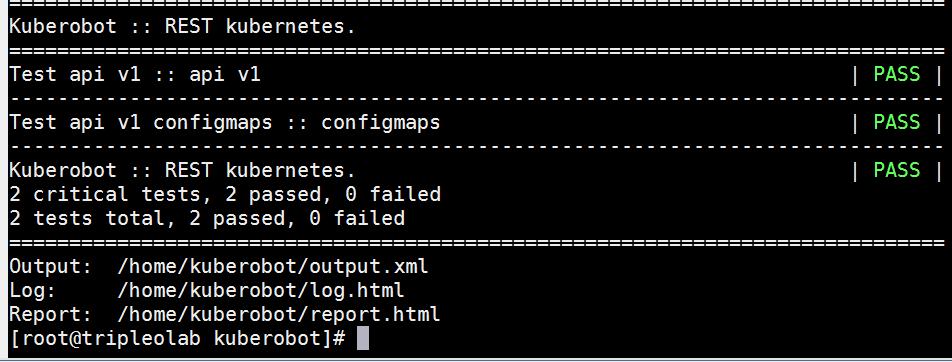 ==============================================================================
Kuberobot :: REST kubernetes.
==============================================================================
Test api v1 :: api v1                                                 | PASS |
------------------------------------------------------------------------------
Test api v1 configmaps :: configmaps                                  | PASS |
------------------------------------------------------------------------------
Kuberobot :: REST kubernetes.                                         | PASS |
2 critical tests, 2 passed, 0 failed
2 tests total, 2 passed, 0 failed
==============================================================================
Output:  /home/kuberobot/output.xml
Log:     /home/kuberobot/log.html
Report:  /home/kuberobot/report.html
[root@tripleolab kuberobot]#